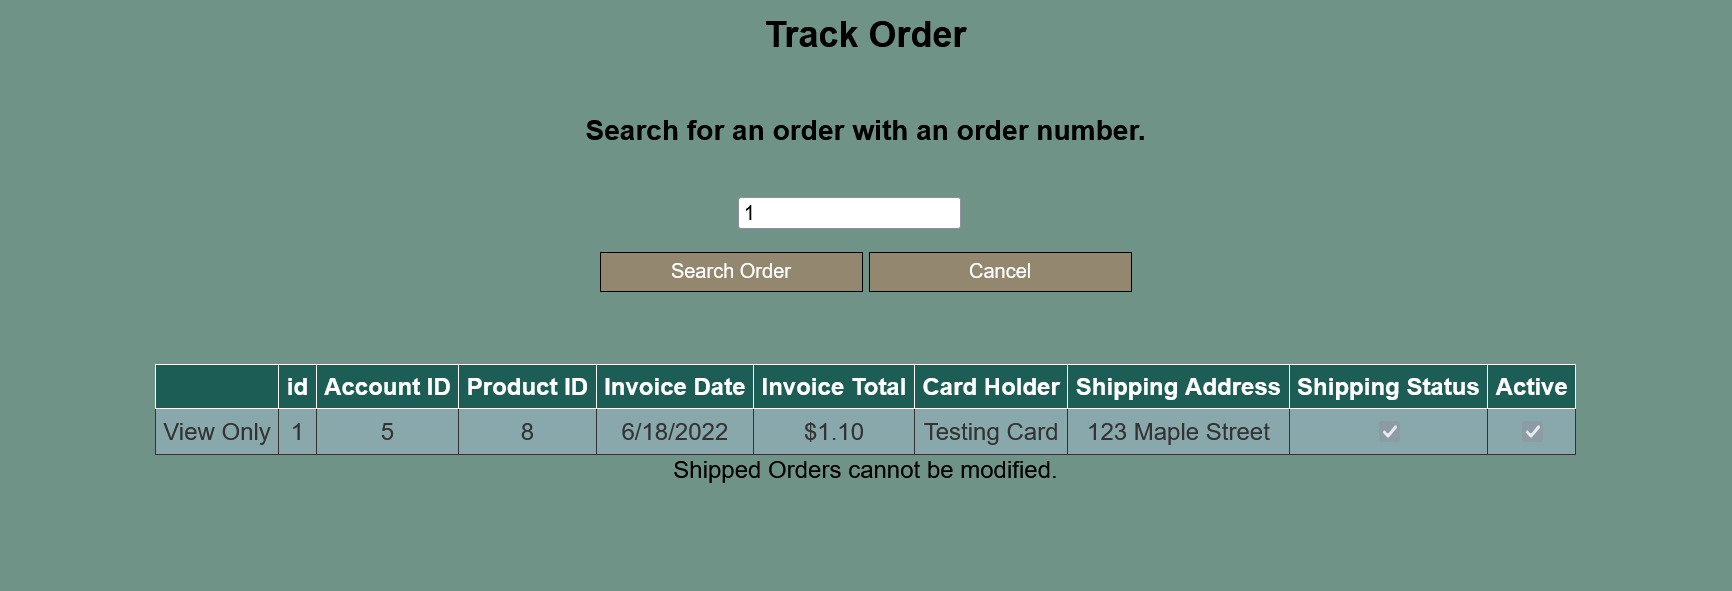 Track Order
Search for an order with an order number.
1
Search Order Cancel
id Account ID Product ID Invoice Date Invoice Total Card Holder Shipping Address Shipping Status Active
View Only 1 5 8 6/18/2022 $1.10 Testing Card 123 Maple Street
Shipped Orders cannot be modified.